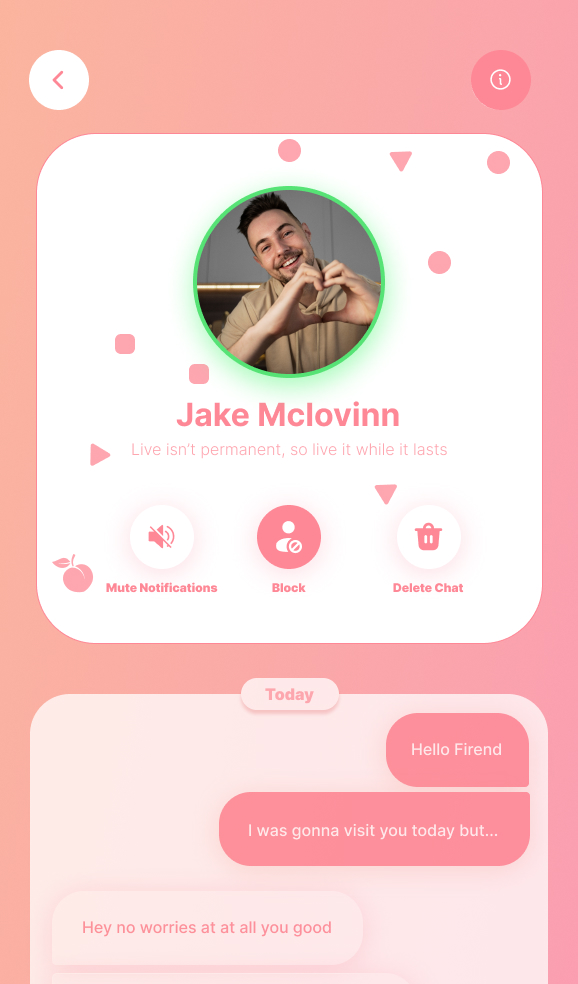 Jake Mclovinn
Live isn't permanent, so live it while it lasts
Mute Notifications
Block
Delete Chat
Today
Hello Firend
I was gonna visit you today but...
Hey no worries at at all you good